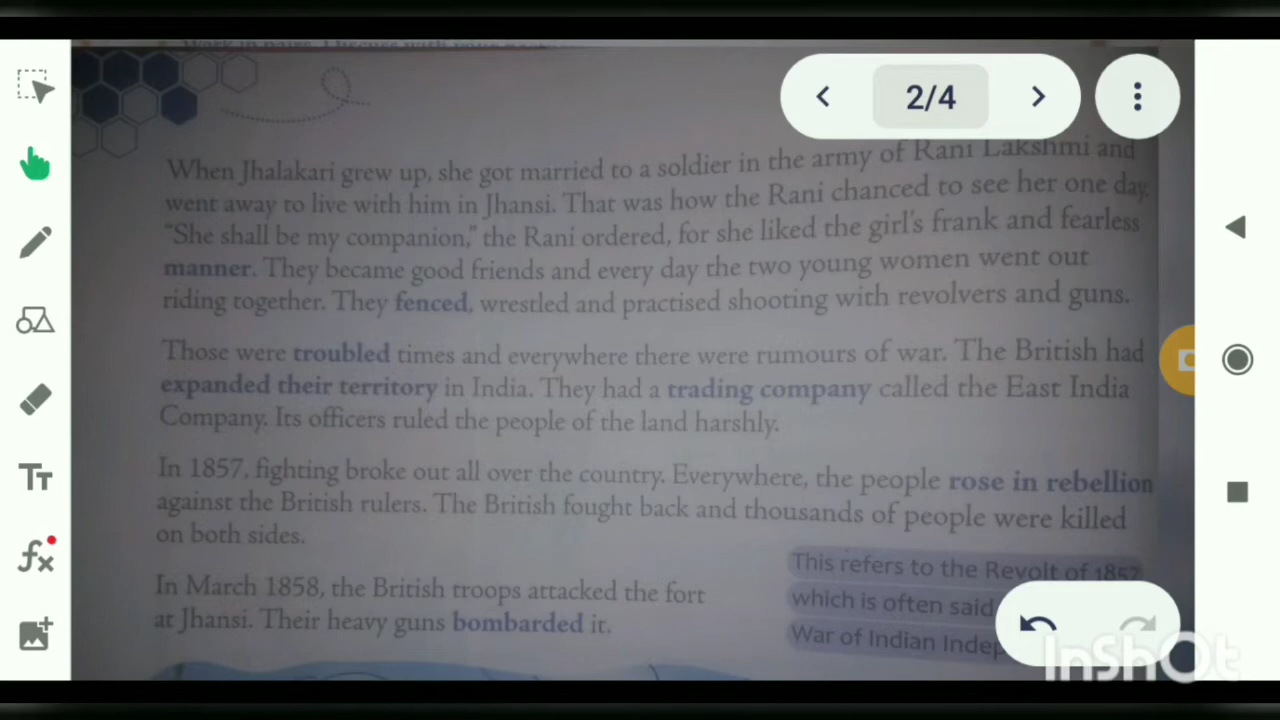 2/4
When Jhalakari grew up, she got married to a soldier in the army of Rani Lakshmi and
went away to live with him in Jhansi. That was how the Rani chanced to see her one day.
"She shall be my companion," the Rani ordered, for she liked the girl's frank and fearless
manner. They became good friends and every day the two young women went out
riding together. They fenced, wrestled and practised shooting with revolvers and guns.
Those were troubled times and everywhere there were rumours of war. The British had
expanded their territory in India. They had a trading company called the East India
Company. Its officers ruled the people of the land harshly.
In 1857, fighting broke out all over the country. Everywhere, the people rose in rebellion
against the British rulers. The British fought back and thousands of people were killed
on both sides.
In March 1858, the British troops attacked the fort
at Jhansi. Their heavy guns bombarded it.
This refers to the Revolt of 1857
which is often said
War of Indian
Tт
fx
InShOt